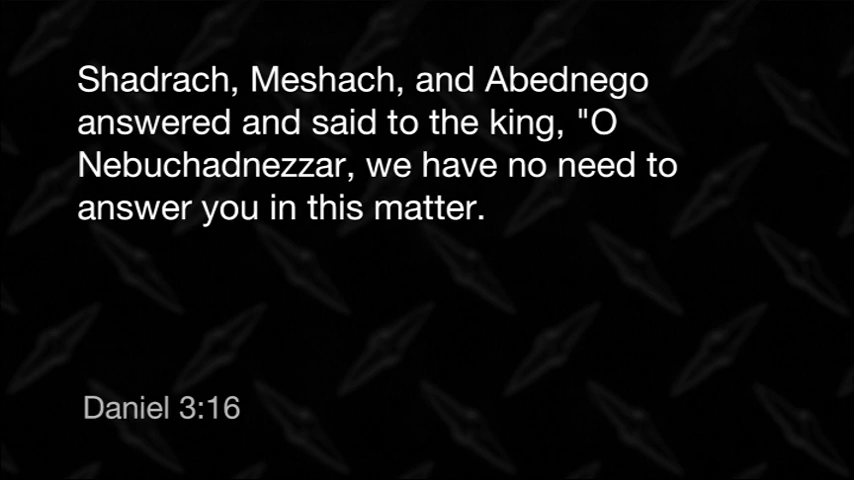 Shadrach, Meshach, and Abednego
answered and said to the king, "O
Nebuchadnezzar, we have no need to
answer you in this matter.
Daniel 3:16